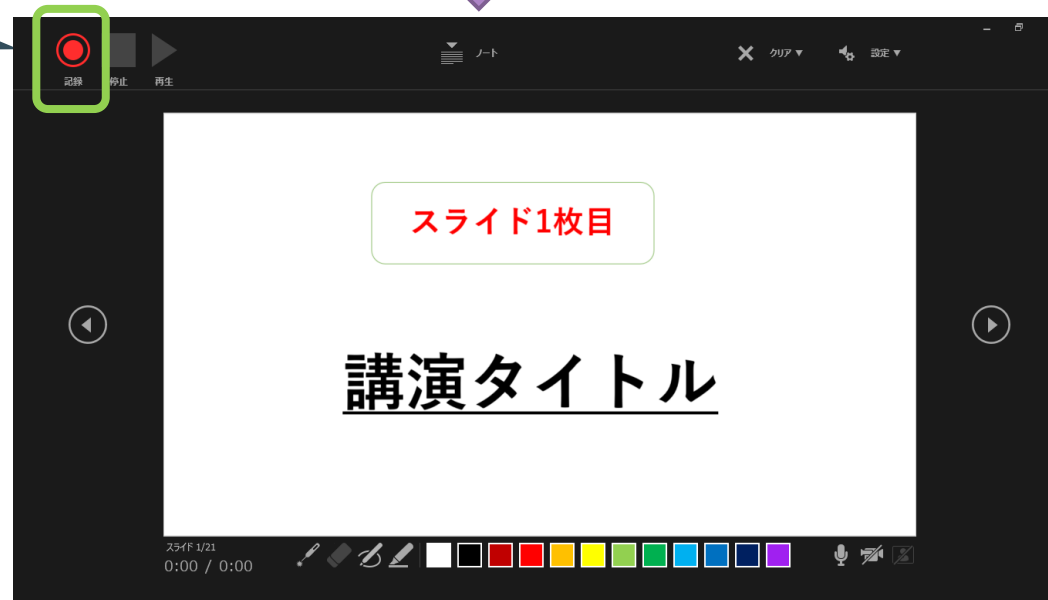 記録
停止
再生
ノート
クリア ▼
設定 ▼
スライド1枚目
講演タイトル
スライド 1/21
0:00 / 0:00